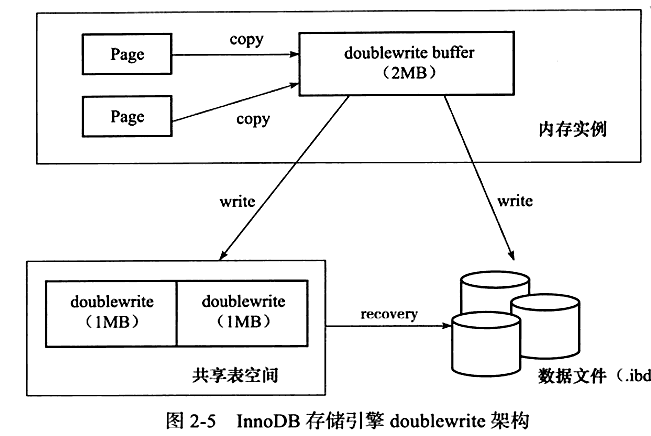 Page
copy
doublewrite buffer
（2MB）
Page
copy
内存实例
write
write
doublewrite
（1MB）
doublewrite
（1MB）
recovery
共享表空间
数据文件（.ibd
图 2-5 InnoDB 存储引擎 doublewrite 架构